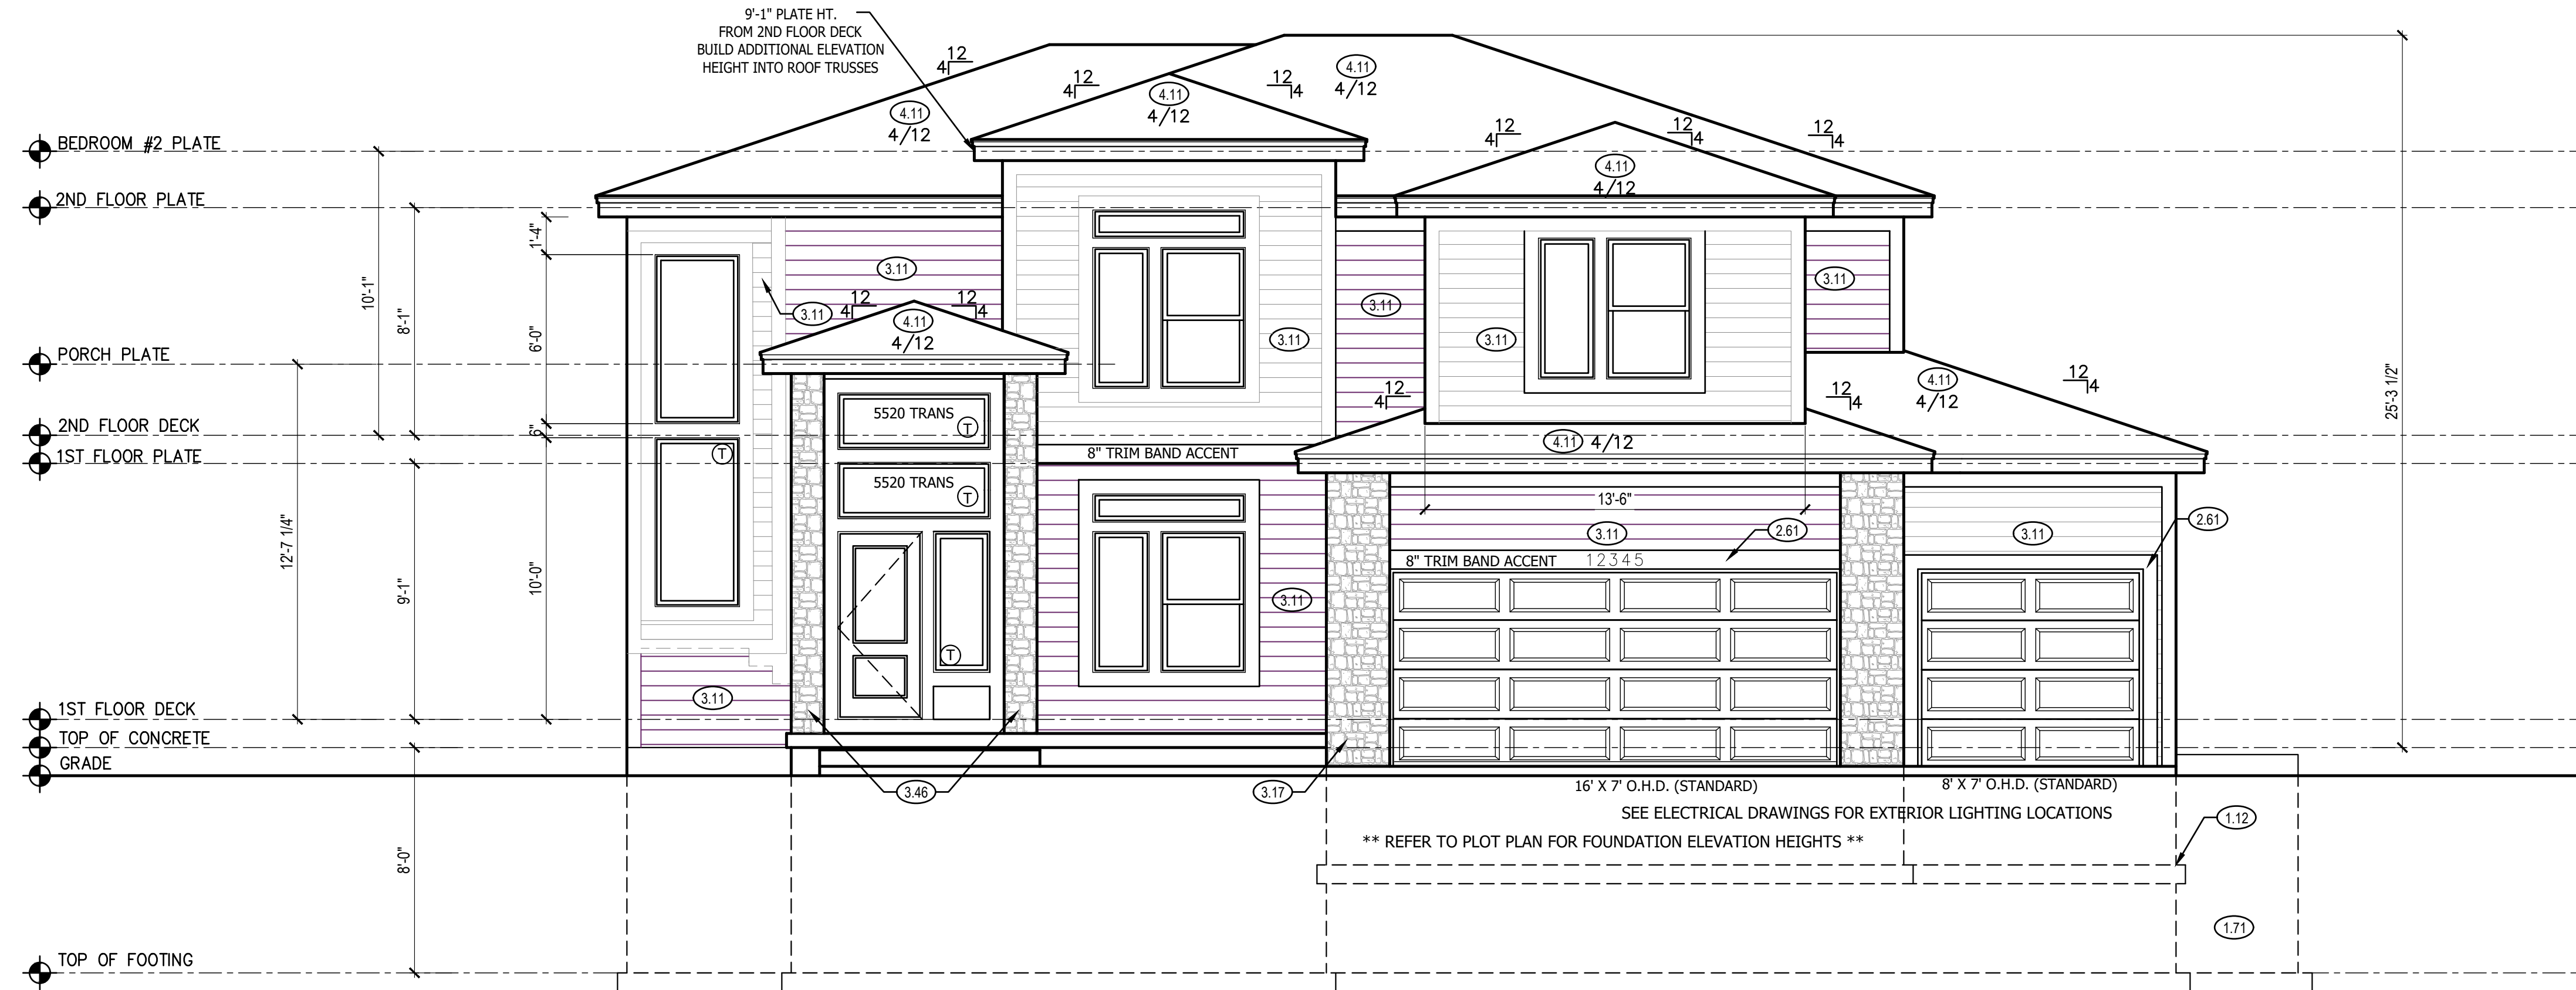 9'-1" PLATE HT.
FROM 2ND FLOOR DECK
BUILD ADDITIONAL ELEVATION
HEIGHT INTO ROOF TRUSSES
12
4
12
4
12
4
4.11
4/12
4.11
4/12
4.11
4/12
12
4
12
4
12
4
4.11
4/12
BEDROOM #2 PLATE
2ND FLOOR PLATE
PORCH PLATE
2ND FLOOR DECK
1ST FLOOR PLATE
1ST FLOOR DECK
TOP OF CONCRETE
GRADE
TOP OF FOOTING
12'-7 1/4"
10'-1"
8'-1"
9'-1"
8'-0"
1'-4"
6'-0"
6"
10'-0"
25'-3 1/2"
3.11
3.11
12
4
12
4
4.11
4/12
3.11
3.11
3.11
3.11
12
4
12
4
4.11
4/12
12
4
4.11 4/12
5520 TRANS
T
5520 TRANS
T
T
T
8" TRIM BAND ACCENT
13'-6"
3.11
2.61
8" TRIM BAND ACCENT 12345
3.11
2.61
3.11
3.11
3.46
3.17
16' X 7' O.H.D. (STANDARD)
8' X 7' O.H.D. (STANDARD)
SEE ELECTRICAL DRAWINGS FOR EXTERIOR LIGHTING LOCATIONS
** REFER TO PLOT PLAN FOR FOUNDATION ELEVATION HEIGHTS **
1.12
1.71